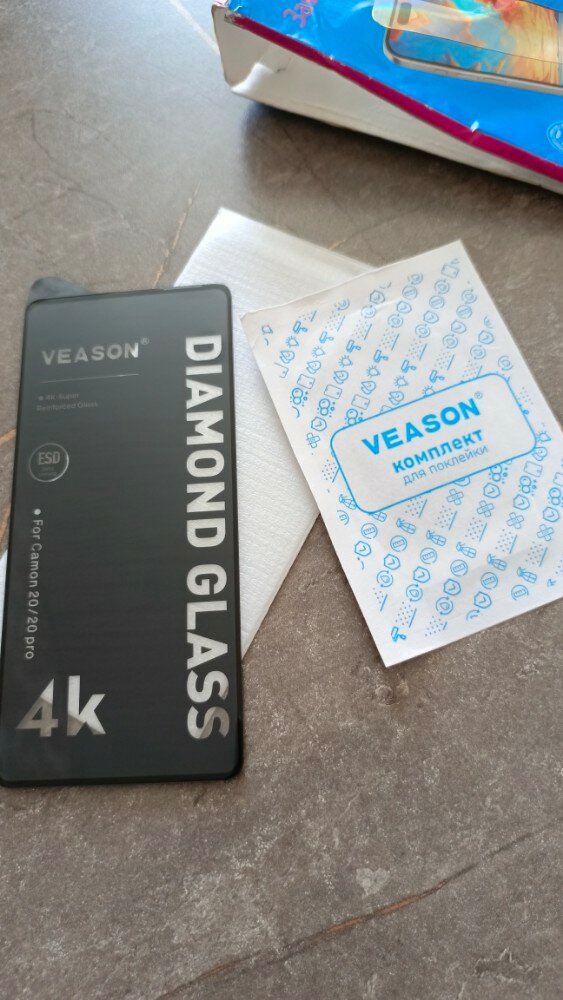 VEASON®
4K-Super
Reinforced Glass
ESD
For Camon 20/20 pro
4k
DIAMOND GLASS
VEASON®
комплект
для поклейки